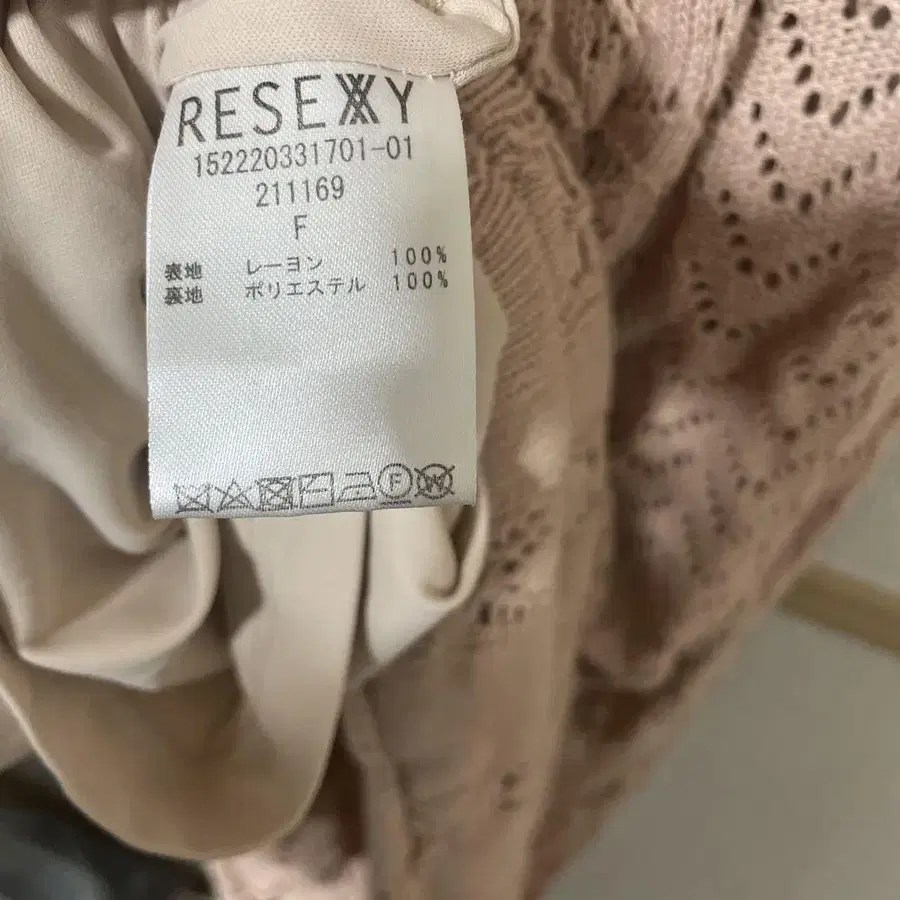 RESEXXY
152220331701-01
211169
F
表地 レーヨン 100%
裏地 ポリエステル 100%
F W